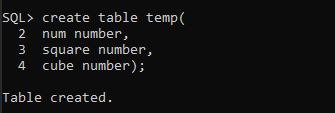 SQL> create table temp(
  2  num number,
  3  square number,
  4  cube number);
Table created.